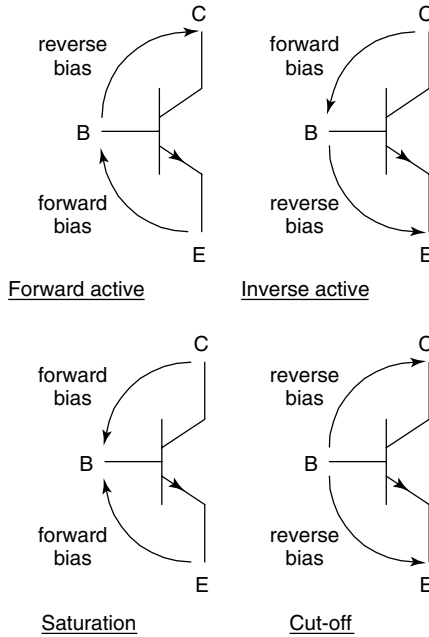 C
reverse
bias
B
forward
bias
E
Forward active
C
forward
bias
B
reverse
bias
E
Inverse active
C
forward
bias
B
forward
bias
E
Saturation
C
reverse
bias
B
reverse
bias
E
Cut-off